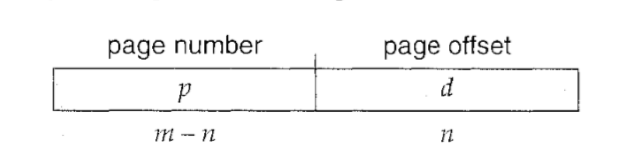 page number page offset
p d
m – n n